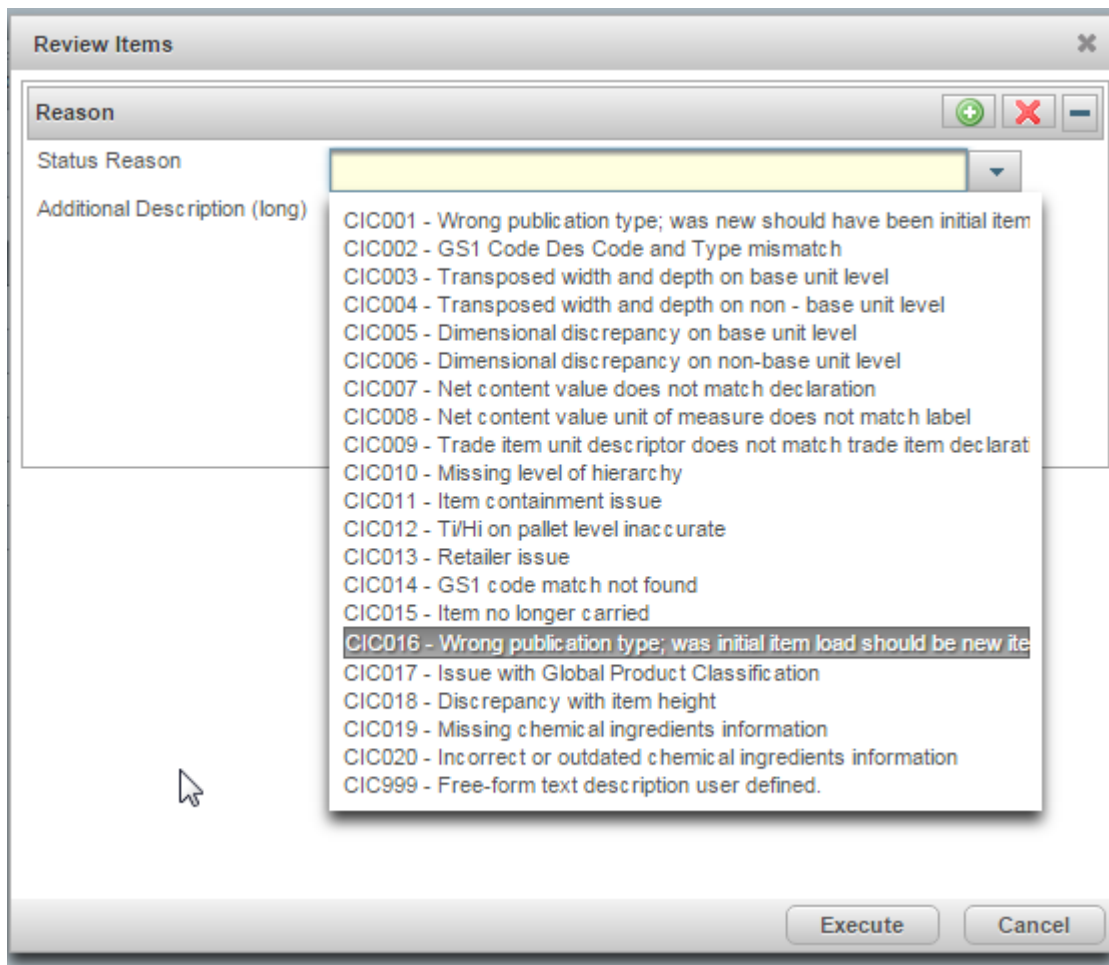 Review Items
Reason
Status Reason
Additional Description (long)
CIC001 - Wrong publication type; was new should have been initial item
CIC002 - GS1 Code Des Code and Type mismatch
CIC003 - Transposed width and depth on base unit level
CIC004 - Transposed width and depth on non - base unit level
CIC005 - Dimensional discrepancy on base unit level
CIC006 - Dimensional discrepancy on non-base unit level
CIC007 - Net content value does not match declaration
CIC008 - Net content value unit of measure does not match label
CIC009 - Trade item unit descriptor does not match trade item declarati
CIC010 - Missing level of hierarchy
CIC011 - Item containment issue
CIC012 - Ti/Hi on pallet level inaccurate
CIC013 - Retailer issue
CIC014 - GS1 code match not found
CIC015 - Item no longer carried
CIC016 - Wrong publication type; was initial item load should be new ite
CIC017 - Issue with Global Product Classification
CIC018 - Discrepancy with item height
CIC019 - Missing chemical ingredients information
CIC020 - Incorrect or outdated chemical ingredients information
CIC999 - Free-form text description user defined.
Execute Cancel